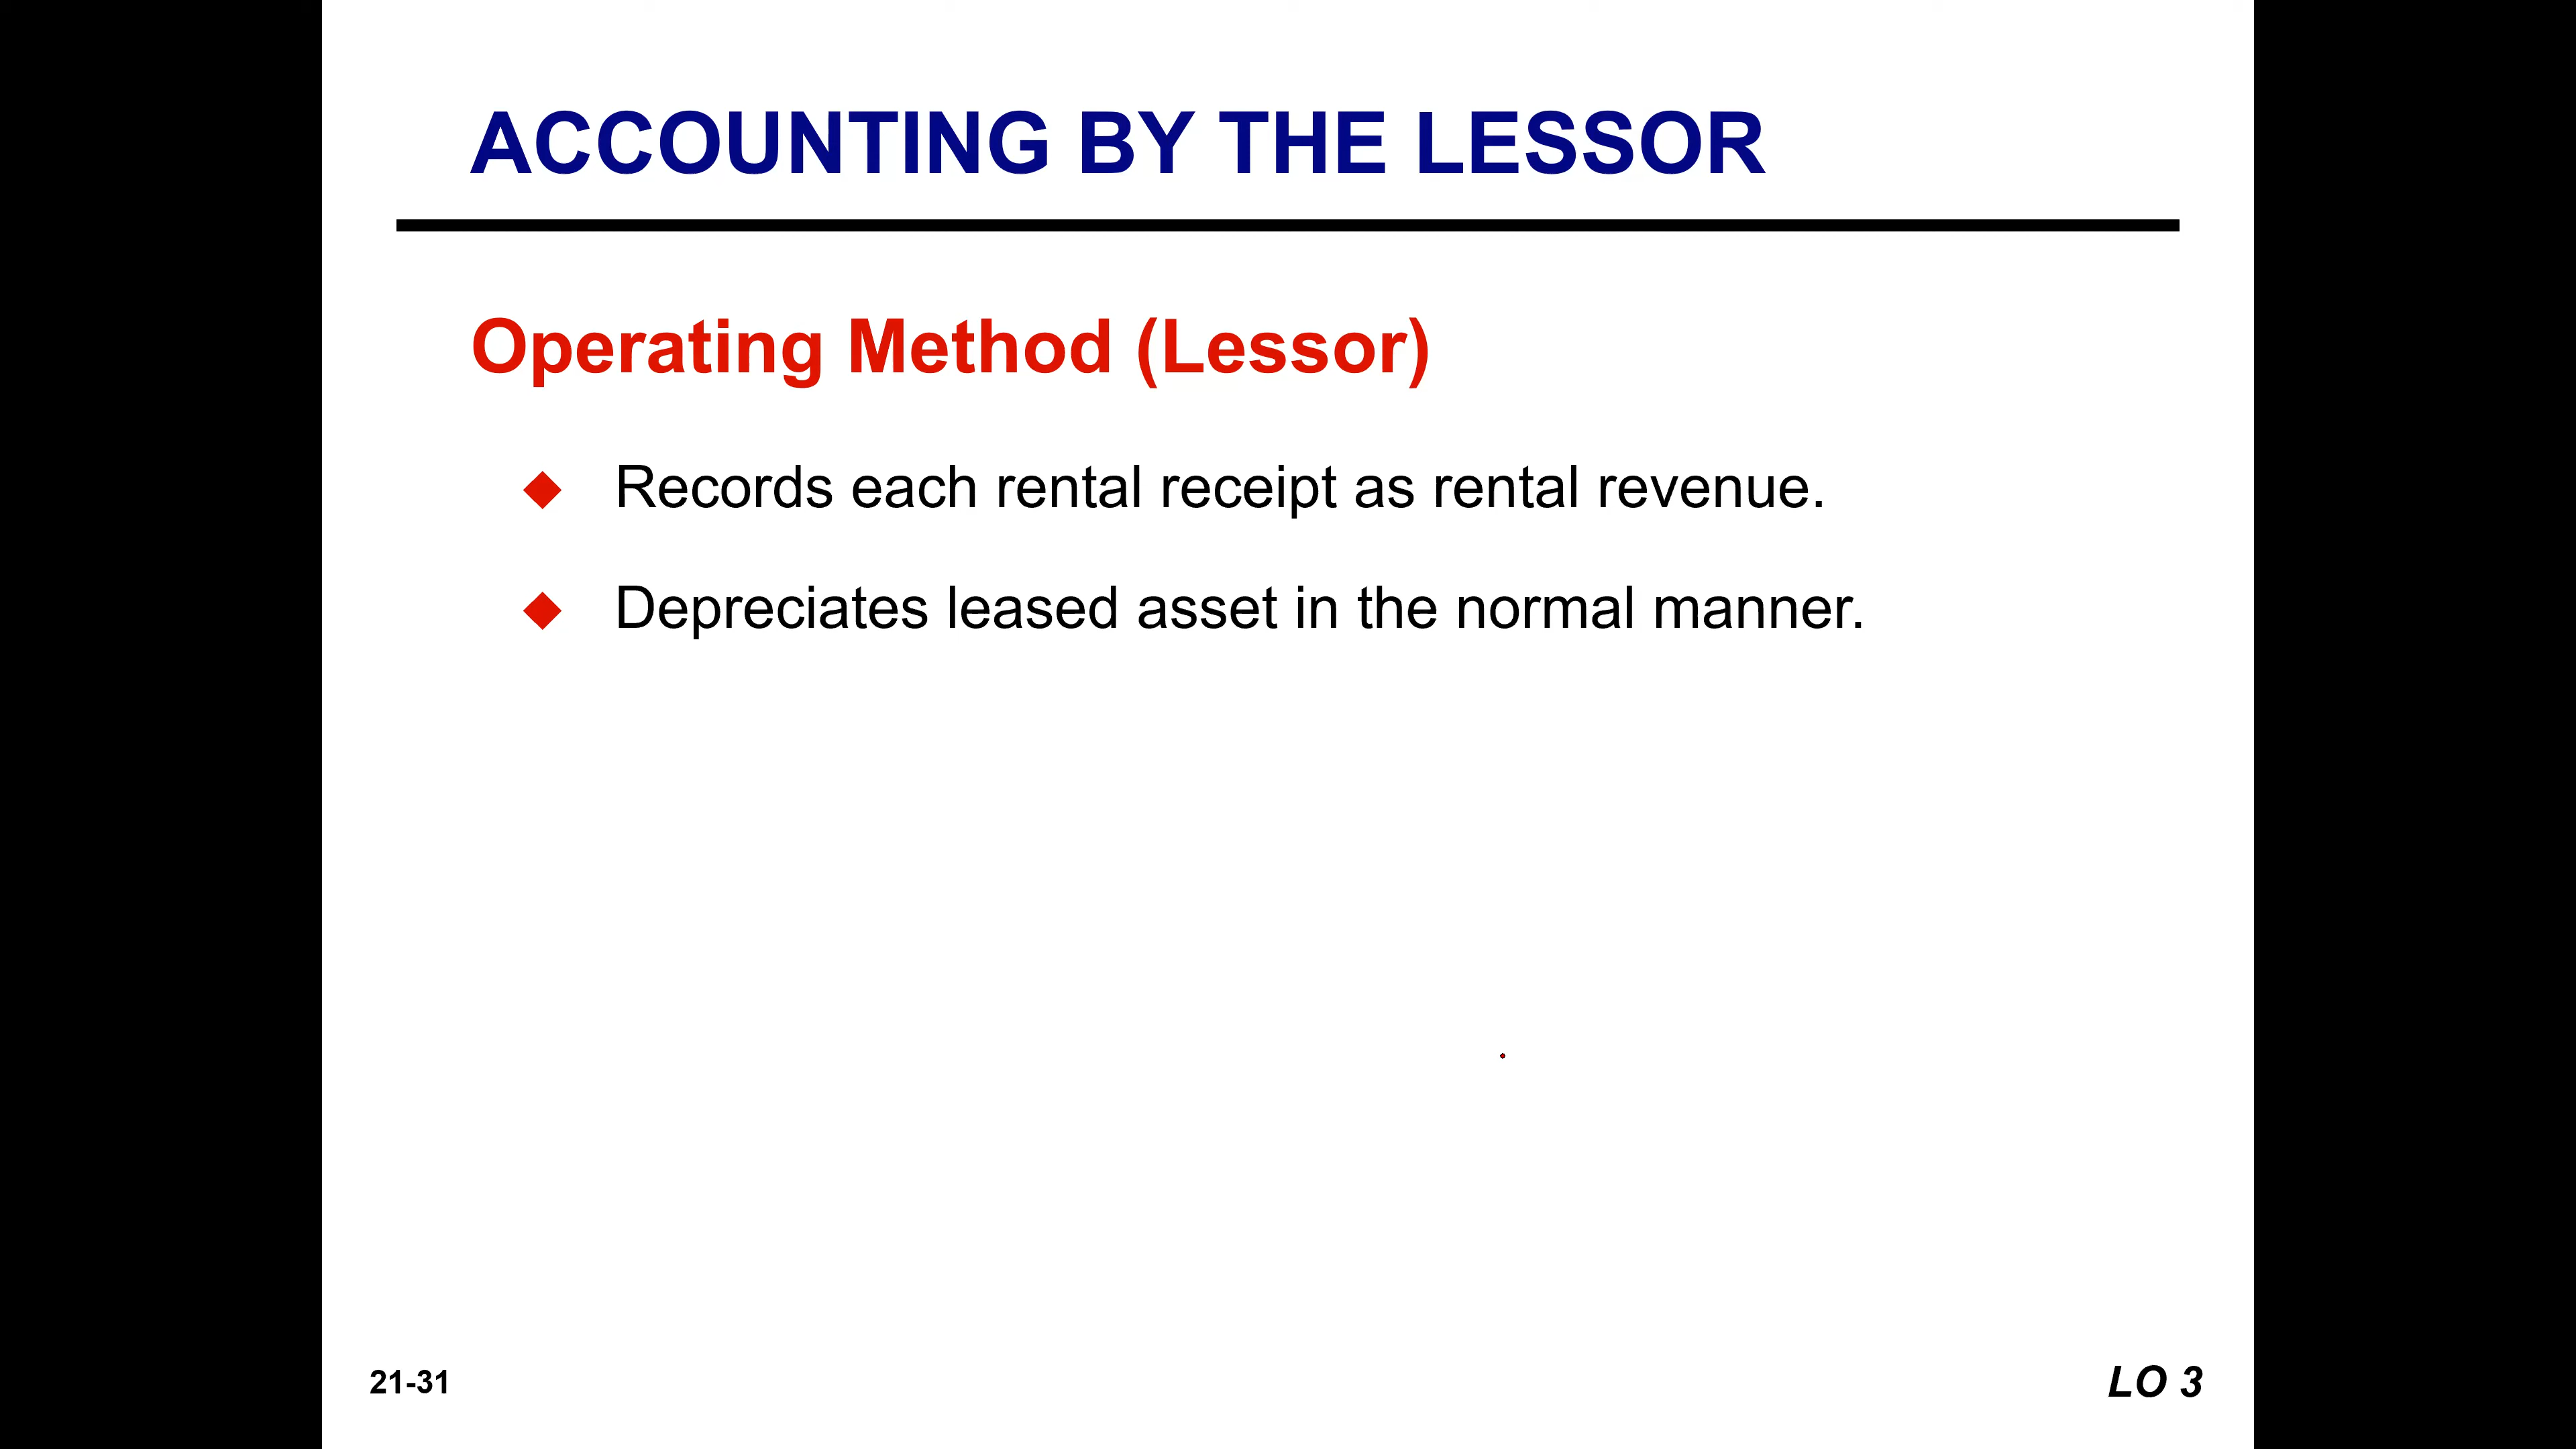 ACCOUNTING BY THE LESSOR
Operating Method (Lessor)
Records each rental receipt as rental revenue.
Depreciates leased asset in the normal manner.
21-31
LO 3